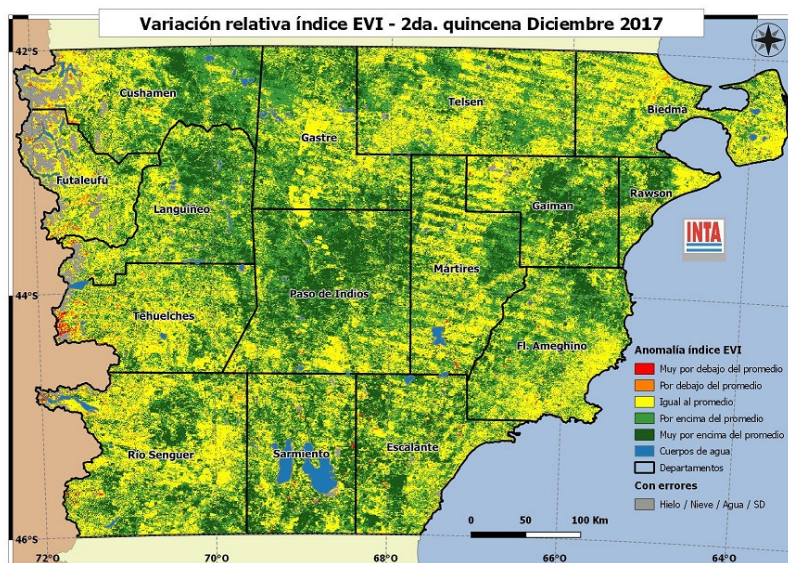 Variación relativa índice EVI - 2da. quincena Diciembre 2017
42°S
Cushamen
Telsen
Biedma
Gastre
Futaleufú
Languiñeo
Gaiman
Rawson
INTA
Mártires
44°S
Paso de Indios
Tehuelches
Fl. Ameghino
Anomalía índice EVI
Muy por debajo del promedio
Por debajo del promedio
Igual al promedio
Por encima del promedio
Muy por encima del promedio
Cuerpos de agua
Departamentos
Con errores
Hielo / Nieve / Agua / SD
Río Senguer
Sarmiento
Escalante
0 50 100 Km
46°S
72°O 70°O 68°O 66°O 64°O